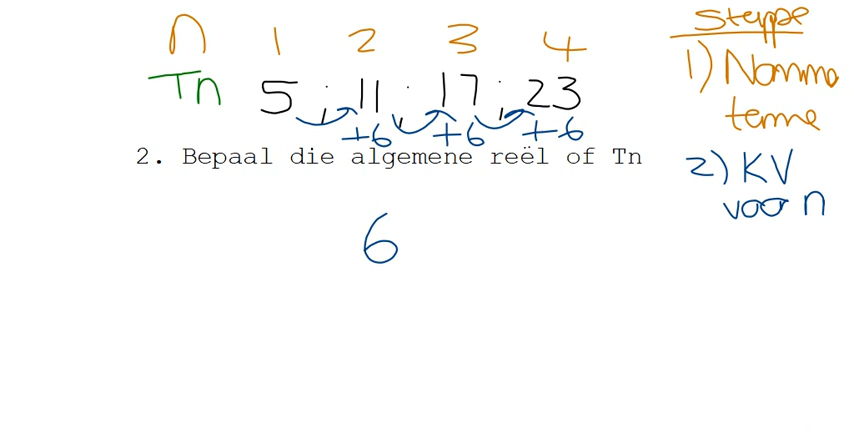 n 1 2 3 4
Tn 5 ; 11 ; 17 ; 23
+6 +6 +6
2. Bepaal die algemene reël of Tn
6
Stappe
1) Nommer
terme
2) KV
voor n